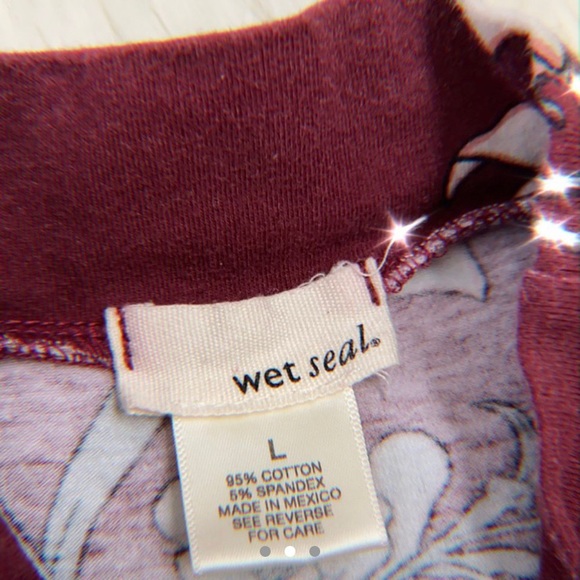 wet seal®
L
95% COTTON
5% SPANDEX
MADE IN MEXICO
SEE REVERSE
FOR CARE